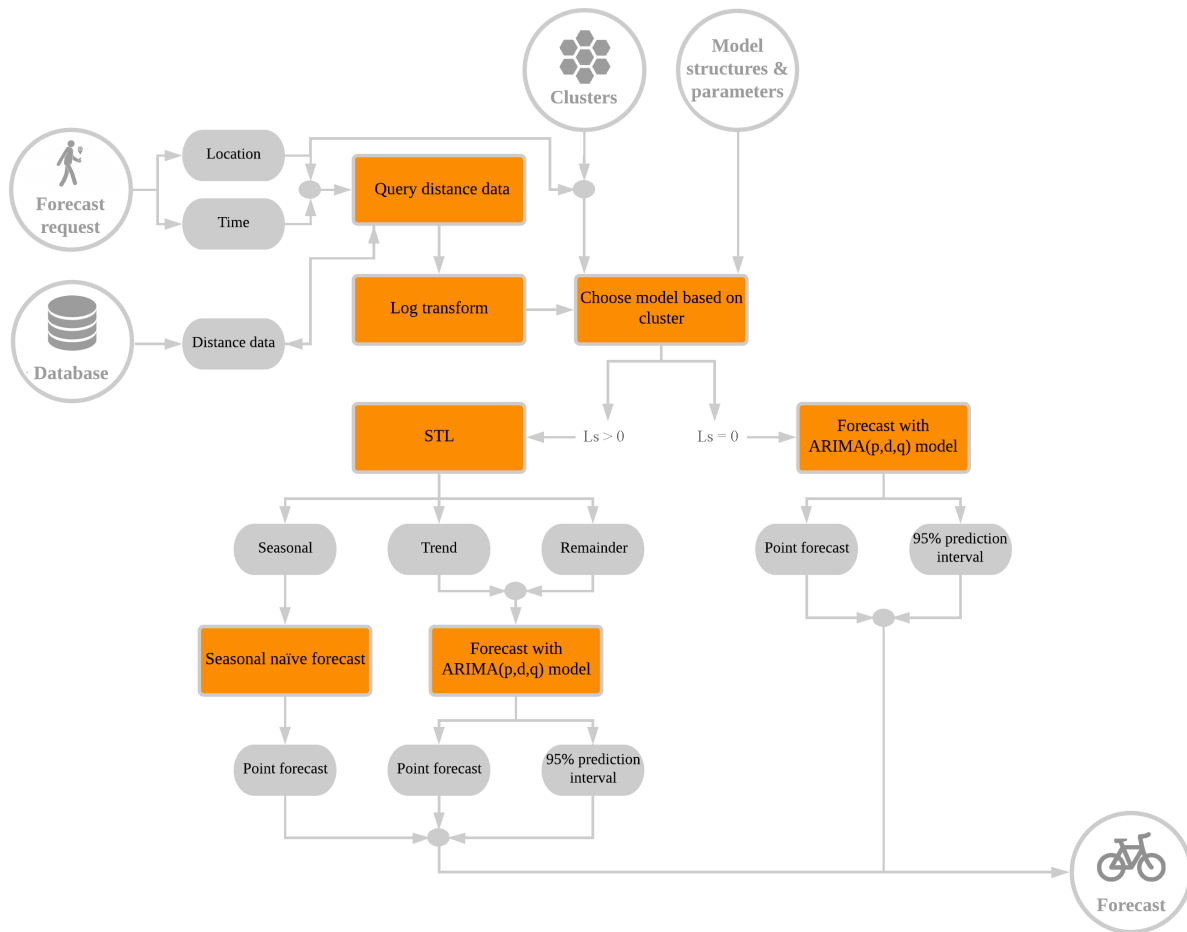 Clusters
Model
structures &
parameters
Forecast
request
Location
Time
Query distance data
Database
Distance data
Log transform
Choose model based on
cluster
STL
Ls > 0
Ls = 0
Forecast with
ARIMA(p,d,q) model
Seasonal
Trend
Remainder
Point forecast
95% prediction
interval
Seasonal naïve forecast
Forecast with
ARIMA(p,d,q) model
Point forecast
Point forecast
95% prediction
interval
Forecast